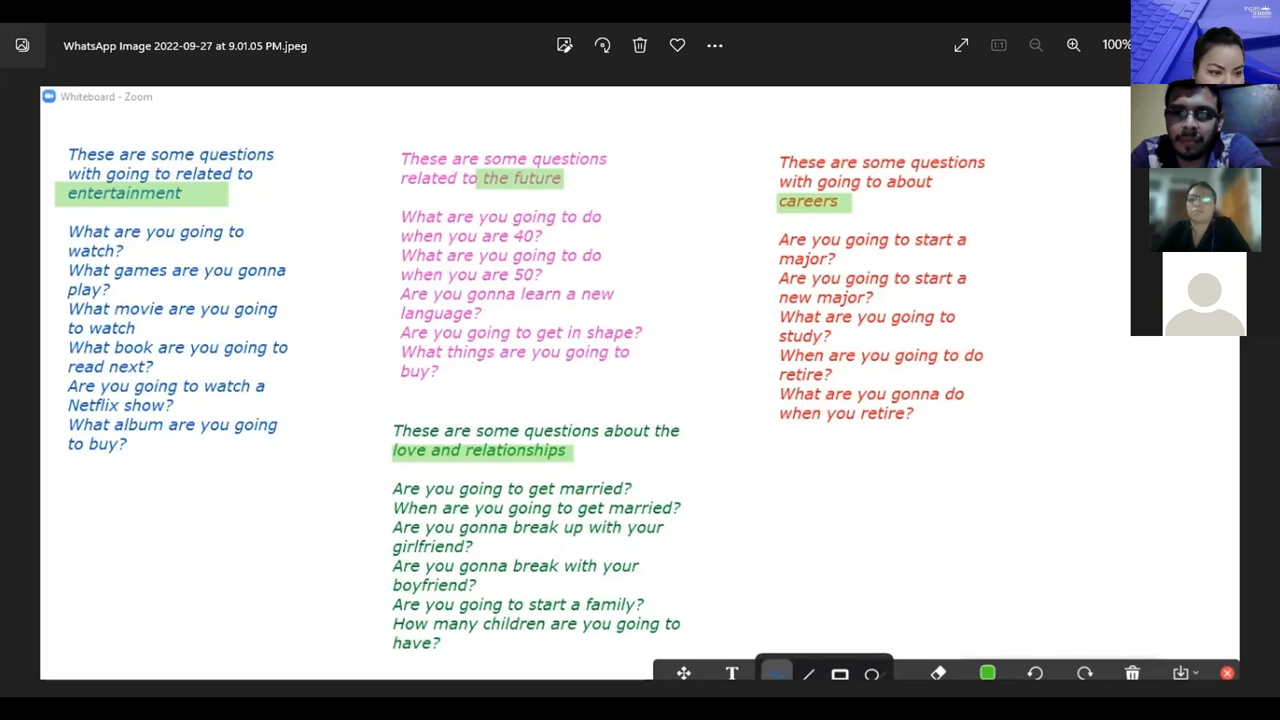 WhatsApp Image 2022-09-27 at 9.01.05 PM.jpeg
100%
Whiteboard - Zoom
These are some questions
with going to related to
entertainment
What are you going to
watch?
What games are you gonna
play?
What movie are you going
to watch
What book are you going to
read next?
Are you going to watch a
Netflix show?
What album are you going
to buy?
These are some questions
related to the future
What are you going to do
when you are 40?
What are you going to do
when you are 50?
Are you gonna learn a new
language?
Are you going to get in shape?
What things are you going to
buy?
These are some questions about the
love and relationships
Are you going to get married?
When are you going to get married?
Are you gonna break up with your
girlfriend?
Are you gonna break with your
boyfriend?
Are you going to start a family?
How many children are you going to
have?
These are some questions
with going to about
careers
Are you going to start a
major?
Are you going to start a
new major?
What are you going to
study?
When are you going to do
retire?
What are you gonna do
when you retire?
T